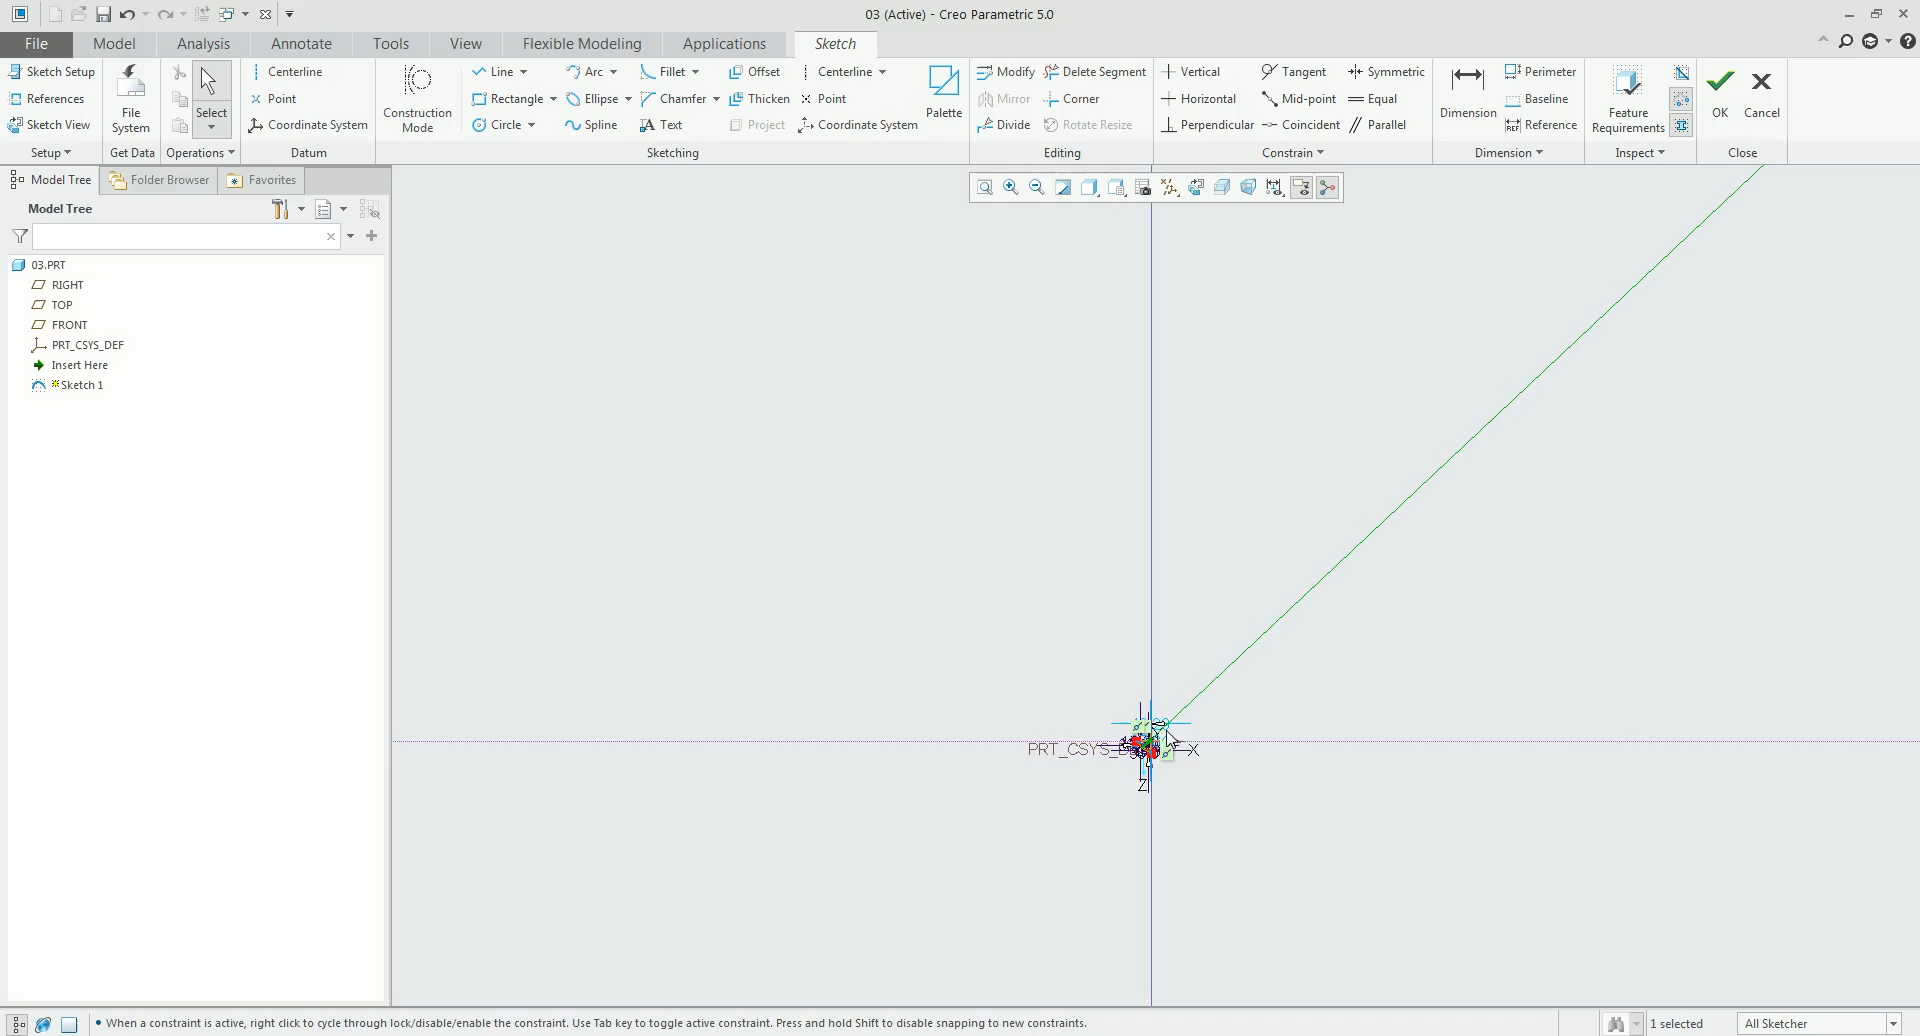 03 (Active) - Creo Parametric 5.0
File Model Analysis Annotate Tools View Flexible Modeling Applications Sketch
Sketch Setup
References
Sketch View
Setup
File
System
Get Data
Select
Operations
Centerline
Point
Coordinate System
Datum
Construction
Mode
Line Arc Fillet Offset Centerline
Rectangle Ellipse Chamfer Thicken Point
Circle Spline Text Project Coordinate System
Palette
Sketching
Modify Delete Segment
Mirror Corner
Divide Rotate Resize
Editing
Vertical Tangent Symmetric
Horizontal Mid-point Equal
Perpendicular Coincident Parallel
Constrain
Dimension
Perimeter
Baseline
REF Reference
Dimension
Feature
Requirements
Inspect
OK
Cancel
Close
Model Tree Folder Browser Favorites
Model Tree
03.PRT
RIGHT
TOP
FRONT
PRT_CSYS_DEF
Insert Here
Sketch 1
X
Z
• When a constraint is active, right click to cycle through lock/disable/enable the constraint. Use Tab key to toggle active constraint. Press and hold Shift to disable snapping to new constraints.
1 selected
All Sketcher